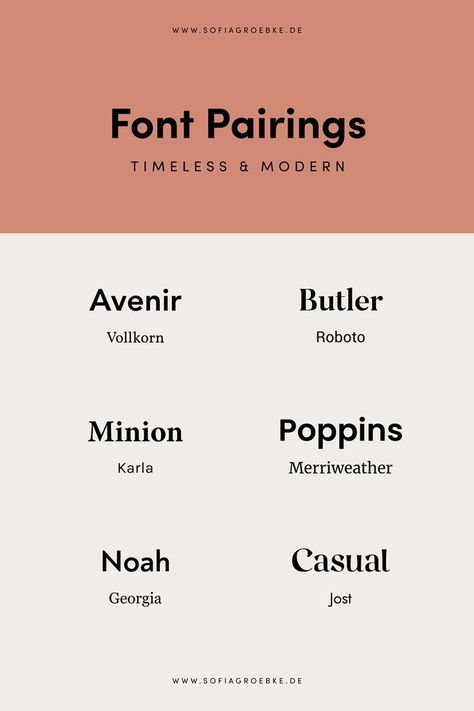 WWW.SOFIAGROEBKE.DE
Font Pairings
TIMELESS & MODERN
Avenir
Vollkorn
Butler
Roboto
Minion
Karla
Poppins
Merriweather
Noah
Georgia
Casual
Jost
WWW.SOFIAGROEBKE.DE